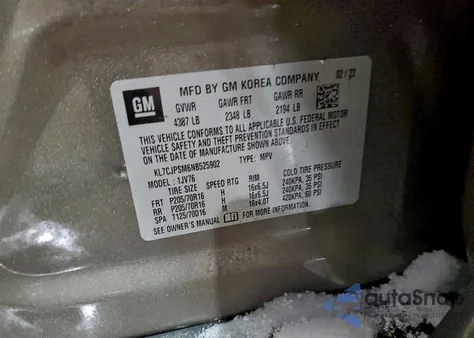 GM
MFD BY GM KOREA COMPANY 02 / 22
GVWR GAWR FRT GAWR RR
4387 LB 2348 LB 2194 LB
THIS VEHICLE CONFORMS TO ALL APPLICABLE U.S. FEDERAL MOTOR
VEHICLE SAFETY AND THEFT PREVENTION STANDARDS IN EFFECT
ON THE DATE OF MANUFACTURE SHOWN ABOVE.
KL7CJPSM6NB525902 TYPE: MPV
MODEL: 1JV76
TIRE SIZE SPEED RTG RIM COLD TIRE PRESSURE
FRT P205/70R16 H 16x6.5J 240KPA, 35 PSI
RR P205/70R16 H 16x6.5J 240KPA, 35 PSI
SPA T125/70D16 M 16x4.0T 420KPA, 60 PSI
SEE OWNER'S MANUAL FOR ADDITIONAL INFORMATION.
autoSnap